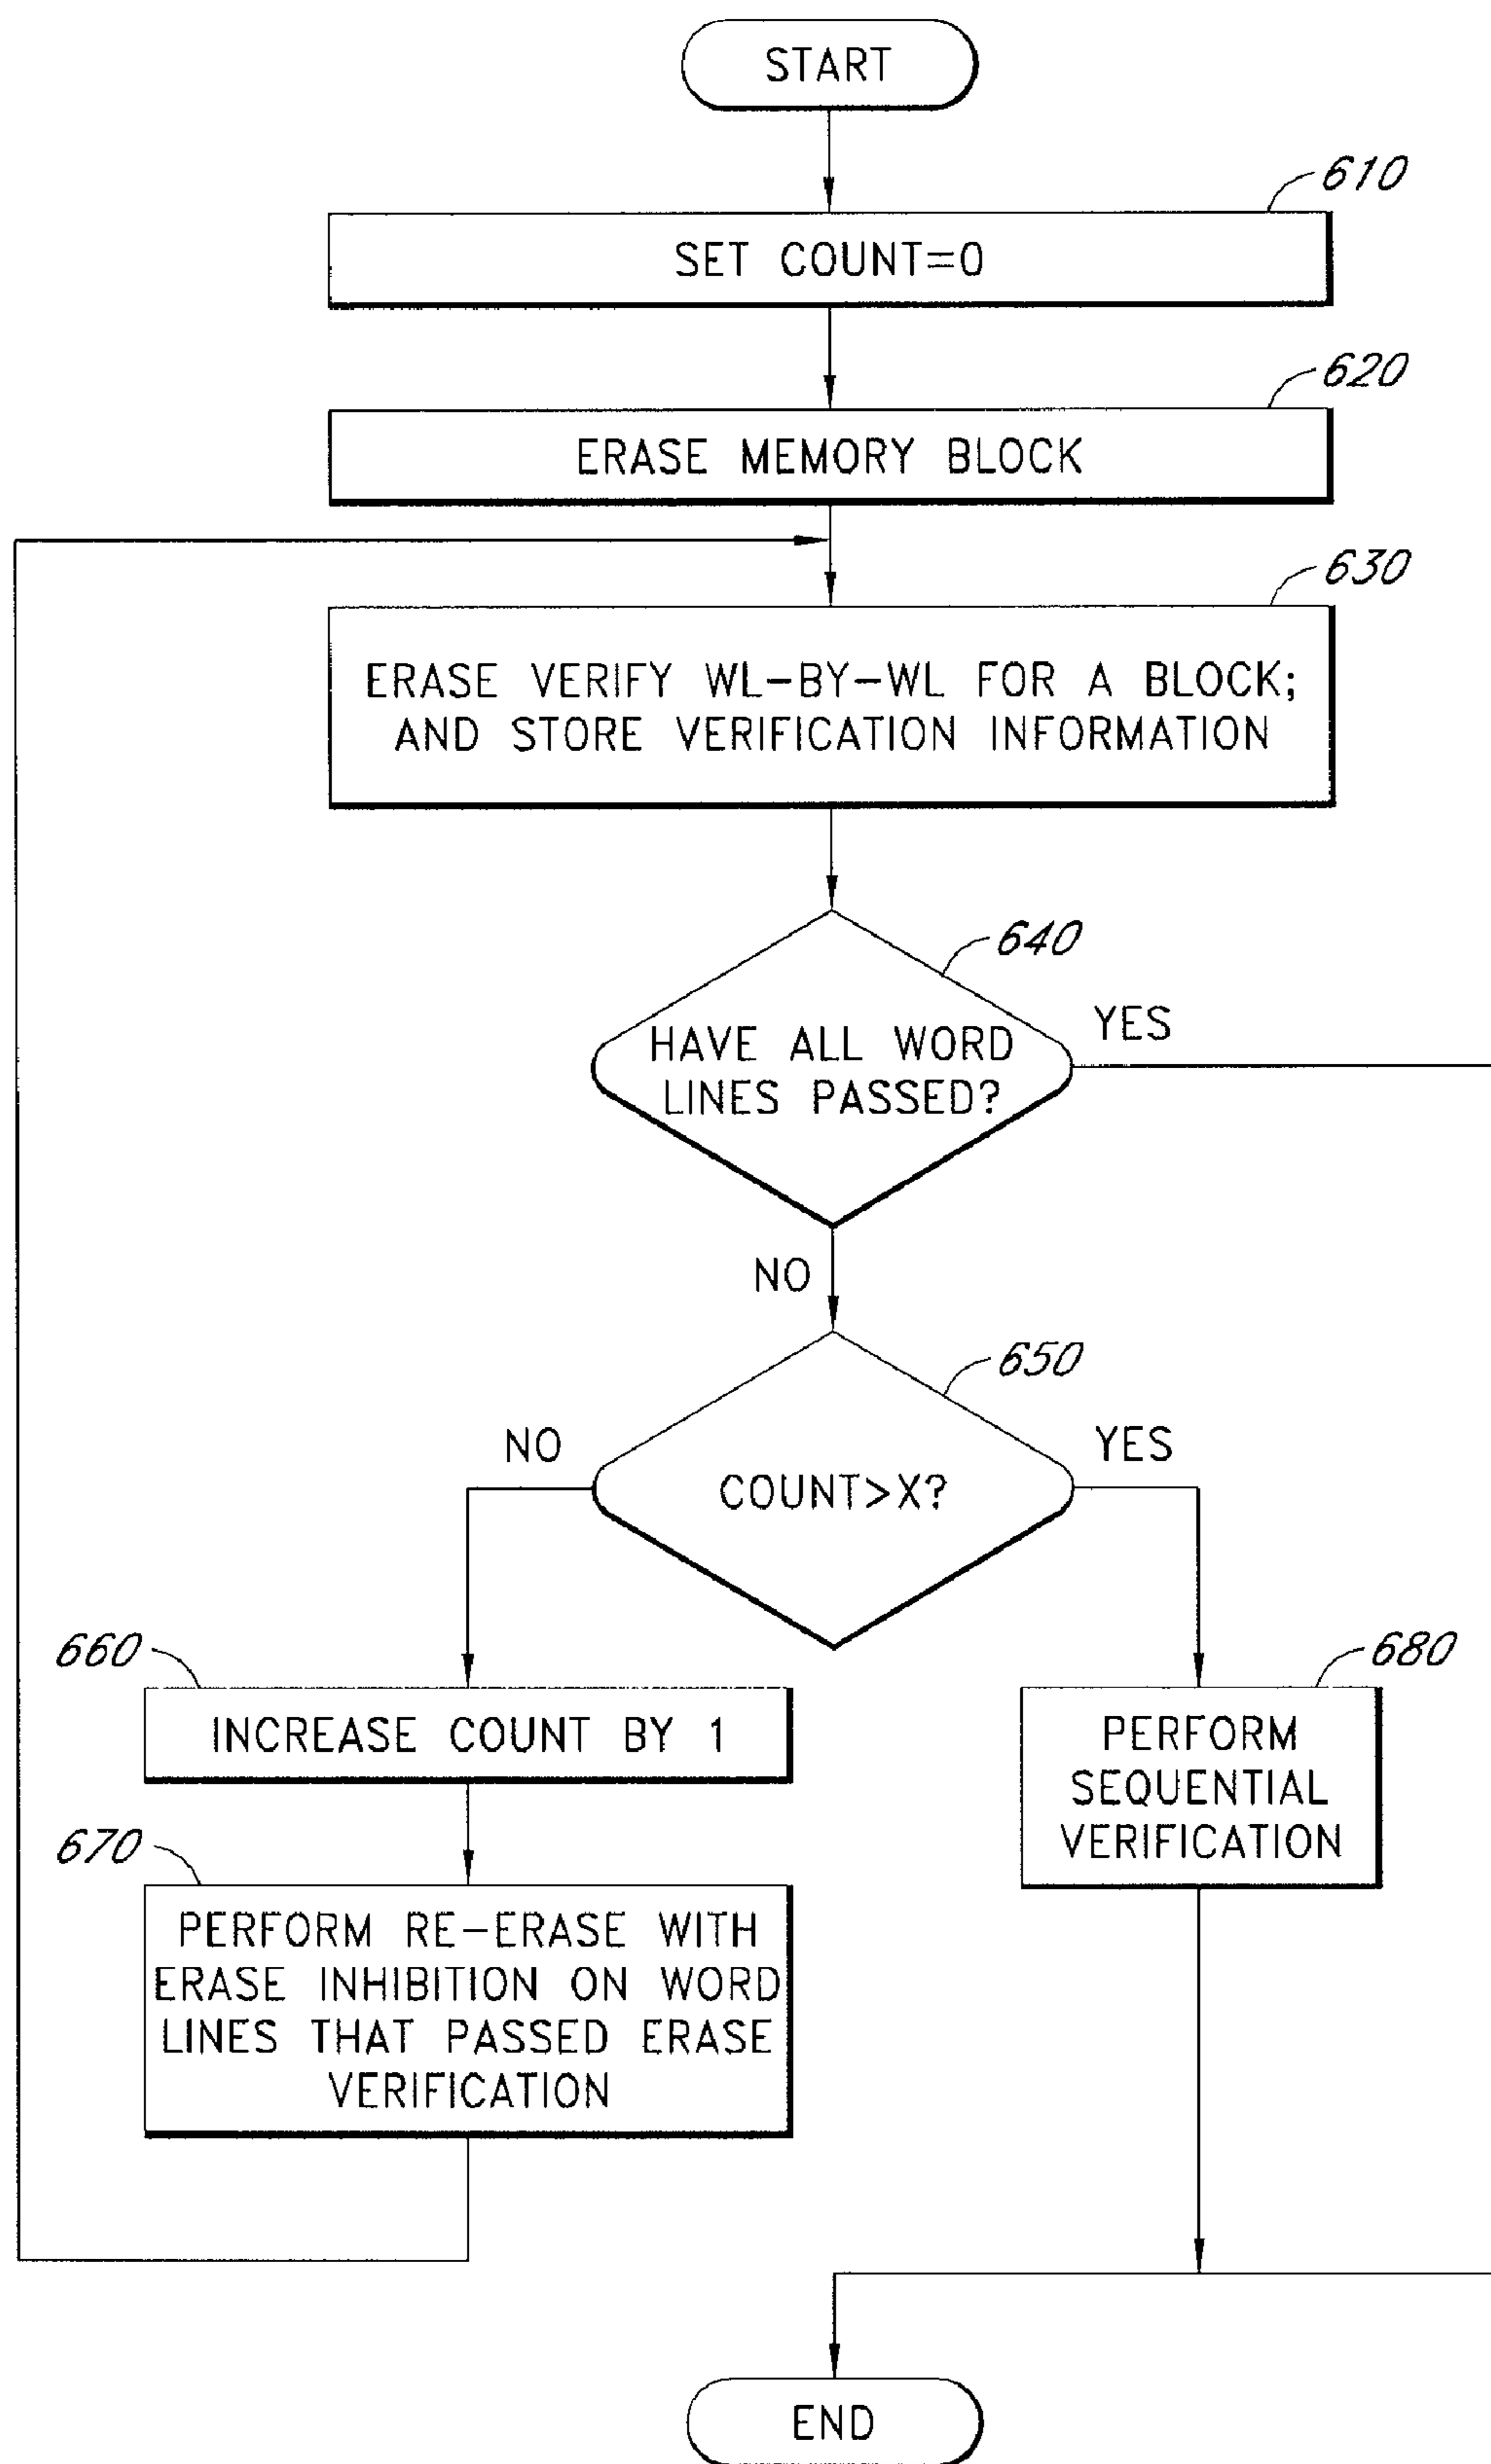 START
610
SET COUNT=0
620
ERASE MEMORY BLOCK
630
ERASE VERIFY WL-BY-WL FOR A BLOCK;
AND STORE VERIFICATION INFORMATION
640
HAVE ALL WORD
LINES PASSED?
YES
NO
650
COUNT>X?
NO
YES
660
INCREASE COUNT BY 1
670
PERFORM RE-ERASE WITH
ERASE INHIBITION ON WORD
LINES THAT PASSED ERASE
VERIFICATION
680
PERFORM
SEQUENTIAL
VERIFICATION
END